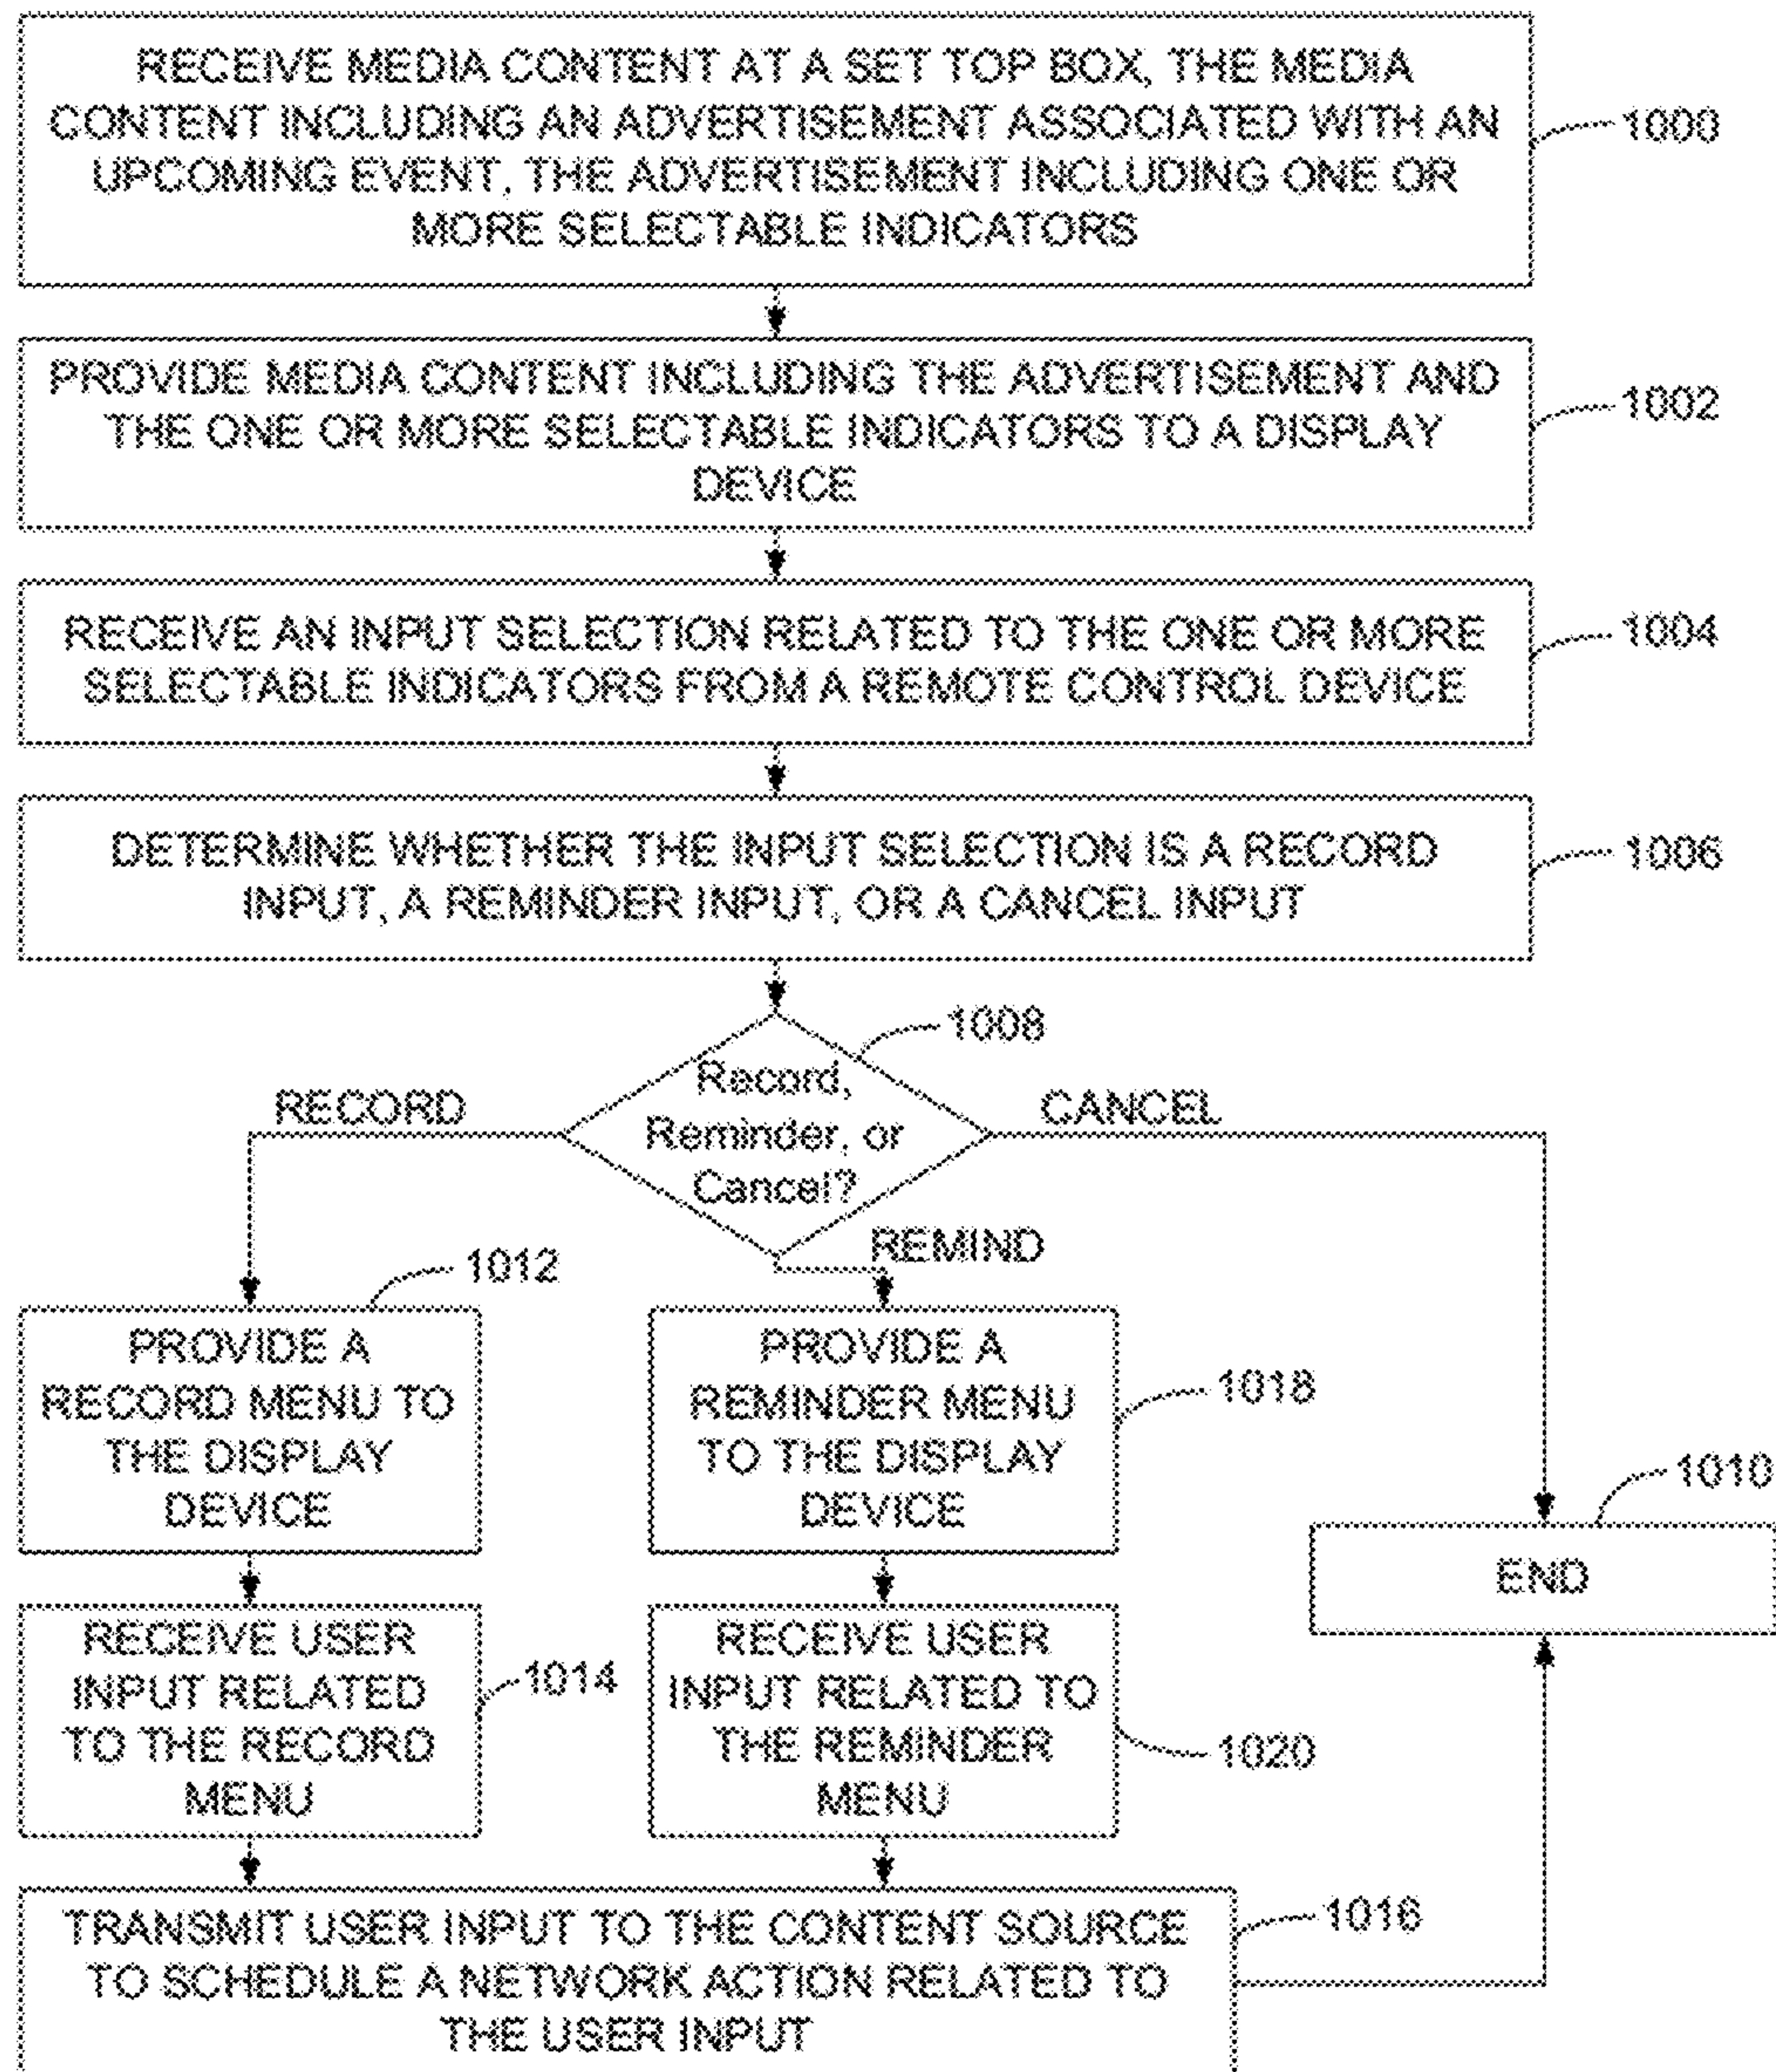 RECEIVE MEDIA CONTENT AT A SET TOP BOX, THE MEDIA
CONTENT INCLUDING AN ADVERTISEMENT ASSOCIATED WITH AN
UPCOMING EVENT, THE ADVERTISEMENT INCLUDING ONE OR
MORE SELECTABLE INDICATORS
1000
PROVIDE MEDIA CONTENT INCLUDING THE ADVERTISEMENT AND
THE ONE OR MORE SELECTABLE INDICATORS TO A DISPLAY
DEVICE
1002
RECEIVE AN INPUT SELECTION RELATED TO THE ONE OR MORE
SELECTABLE INDICATORS FROM A REMOTE CONTROL DEVICE
1004
DETERMINE WHETHER THE INPUT SELECTION IS A RECORD
INPUT, A REMINDER INPUT, OR A CANCEL INPUT
1006
1008
Record,
Reminder, or
Cancel?
RECORD
CANCEL
REMIND
1012
PROVIDE A
RECORD MENU TO
THE DISPLAY
DEVICE
PROVIDE A
REMINDER MENU
TO THE DISPLAY
DEVICE
1018
1010
END
RECEIVE USER
INPUT RELATED
TO THE RECORD
MENU
1014
RECEIVE USER
INPUT RELATED TO
THE REMINDER
MENU
1020
TRANSMIT USER INPUT TO THE CONTENT SOURCE
TO SCHEDULE A NETWORK ACTION RELATED TO
THE USER INPUT
1016